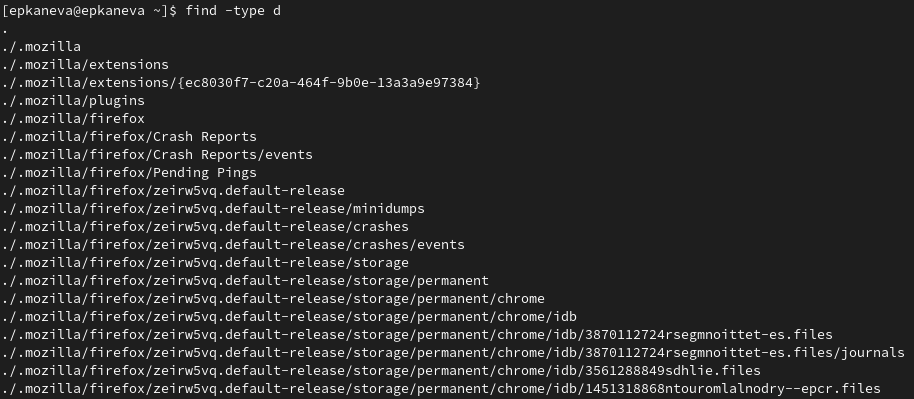 [epkaneva@epkaneva ~]$ find -type d
.
./.mozilla
./.mozilla/extensions
./.mozilla/extensions/{ec8030f7-c20a-464f-9b0e-13a3a9e97384}
./.mozilla/plugins
./.mozilla/firefox
./.mozilla/firefox/Crash Reports
./.mozilla/firefox/Crash Reports/events
./.mozilla/firefox/Pending Pings
./.mozilla/firefox/zeirw5vq.default-release
./.mozilla/firefox/zeirw5vq.default-release/minidumps
./.mozilla/firefox/zeirw5vq.default-release/crashes
./.mozilla/firefox/zeirw5vq.default-release/crashes/events
./.mozilla/firefox/zeirw5vq.default-release/storage
./.mozilla/firefox/zeirw5vq.default-release/storage/permanent
./.mozilla/firefox/zeirw5vq.default-release/storage/permanent/chrome
./.mozilla/firefox/zeirw5vq.default-release/storage/permanent/chrome/idb
./.mozilla/firefox/zeirw5vq.default-release/storage/permanent/chrome/idb/3870112724rsegmnoittet-es.files
./.mozilla/firefox/zeirw5vq.default-release/storage/permanent/chrome/idb/3870112724rsegmnoittet-es.files/journals
./.mozilla/firefox/zeirw5vq.default-release/storage/permanent/chrome/idb/3561288849sdhlie.files
./.mozilla/firefox/zeirw5vq.default-release/storage/permanent/chrome/idb/1451318868ntouromlalnodry--epcr.files